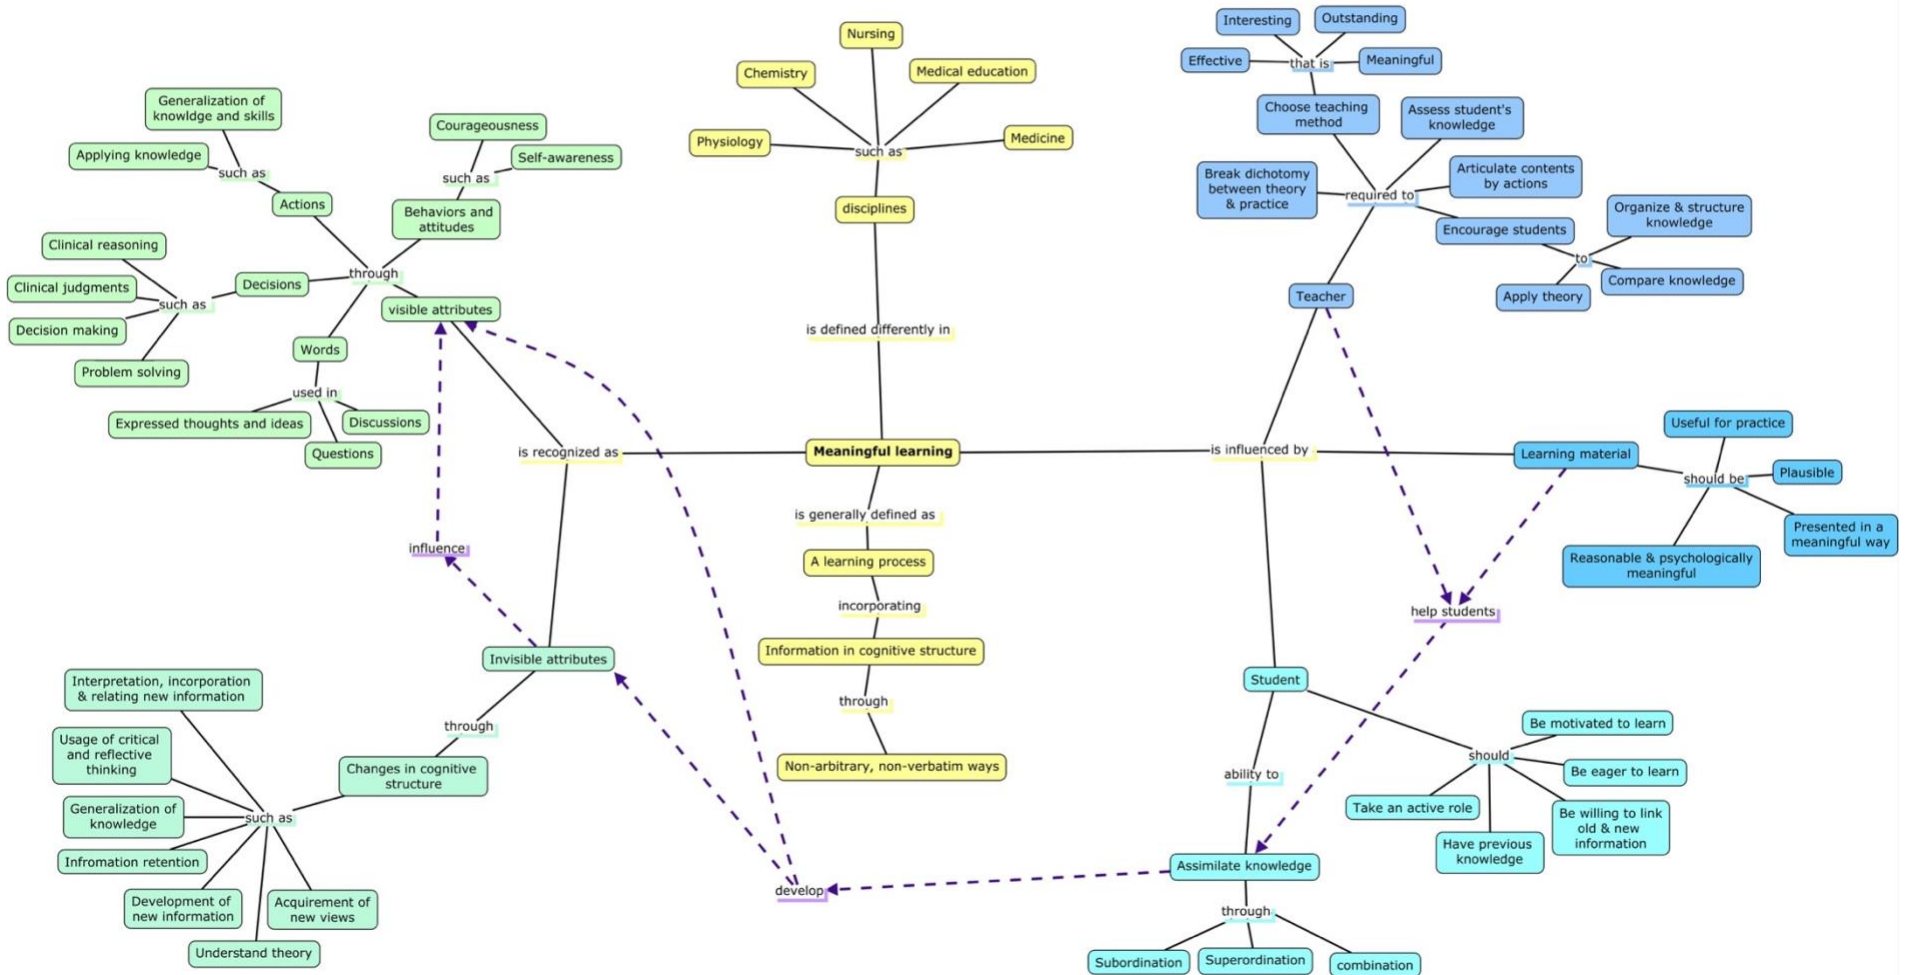 Nursing
Chemistry
Medical education
Physiology
Medicine
such as
disciplines
is defined differently in
Meaningful learning
is generally defined as
A learning process
incorporating
Information in cognitive structure
through
Non-arbitrary, non-verbatim ways
is recognized as
visible attributes
through
Actions
such as
Generalization of
knowldge and skills
Applying knowledge
Behaviors and
attitudes
such as
Courageousness
Self-awareness
Decisions
such as
Clinical reasoning
Clinical judgments
Decision making
Problem solving
Words
used in
Expressed thoughts and ideas
Questions
Discussions
influence
Invisible attributes
through
Changes in cognitive
structure
such as
Interpretation, incorporation
& relating new information
Usage of critical
and reflective
thinking
Generalization of
knowledge
Infromation retention
Development of
new information
Understand theory
Acquirement of
new views
is influenced by
Teacher
required to
Choose teaching
method
that is
Effective
Interesting
Outstanding
Meaningful
Assess student's
knowledge
Break dichotomy
between theory
& practice
Articulate contents
by actions
Encourage students
to
Organize & structure
knowledge
Compare knowledge
Apply theory
Learning material
should be
Useful for practice
Plausible
Presented in a
meaningful way
Reasonable & psychologically
meaningful
help students
Student
should
Be motivated to learn
Be eager to learn
Be willing to link
old & new
information
Have previous
knowledge
Take an active role
ability to
Assimilate knowledge
through
Subordination
Superordination
combination
develop